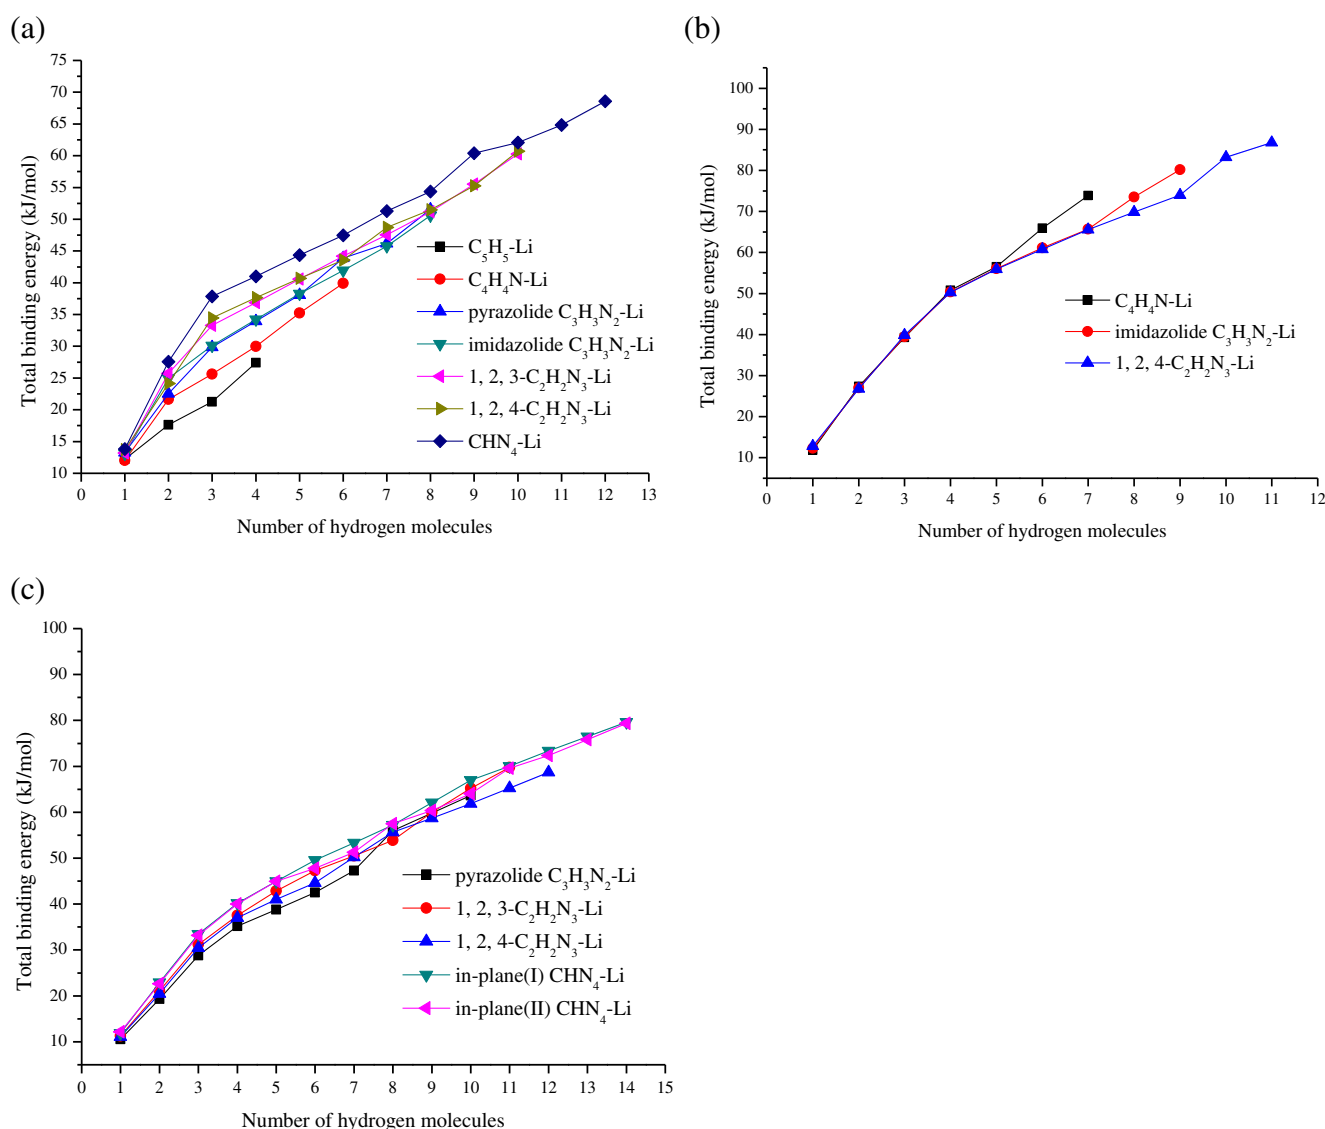 (a)
75
70
65
60
55
50
45
40
35
30
25
20
15
10
Total binding energy (kJ/mol)
C₅H₅-Li
C₄H₄N-Li
pyrazolide C₃H₃N₂-Li
imidazolide C₃H₃N₂-Li
1, 2, 3-C₂H₂N₃-Li
1, 2, 4-C₂H₂N₃-Li
CHN₄-Li
0 1 2 3 4 5 6 7 8 9 10 11 12 13
Number of hydrogen molecules
(b)
100
90
80
70
60
50
40
30
20
10
Total binding energy (kJ/mol)
C₄H₄N-Li
imidazolide C₃H₃N₂-Li
1, 2, 4-C₂H₂N₃-Li
0 1 2 3 4 5 6 7 8 9 10 11 12
Number of hydrogen molecules
(c)
100
90
80
70
60
50
40
30
20
10
Total binding energy (kJ/mol)
pyrazolide C₃H₃N₂-Li
1, 2, 3-C₂H₂N₃-Li
1, 2, 4-C₂H₂N₃-Li
in-plane(I) CHN₄-Li
in-plane(II) CHN₄-Li
0 1 2 3 4 5 6 7 8 9 10 11 12 13 14 15
Number of hydrogen molecules